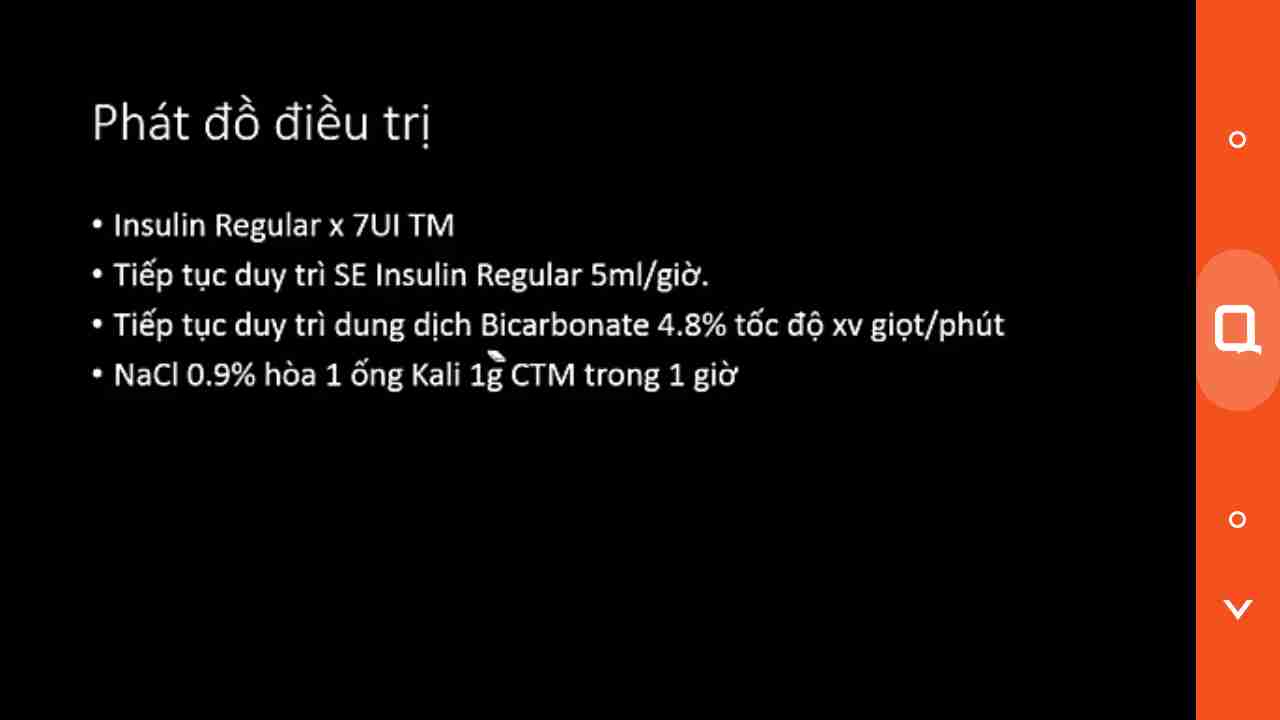 Phát đồ điều trị
• Insulin Regular x 7UI TM
• Tiếp tục duy trì SE Insulin Regular 5ml/giờ.
• Tiếp tục duy trì dung dịch Bicarbonate 4.8% tốc độ xv giọt/phút
• NaCl 0.9% hòa 1 ống Kali 1g CTM trong 1 giờ